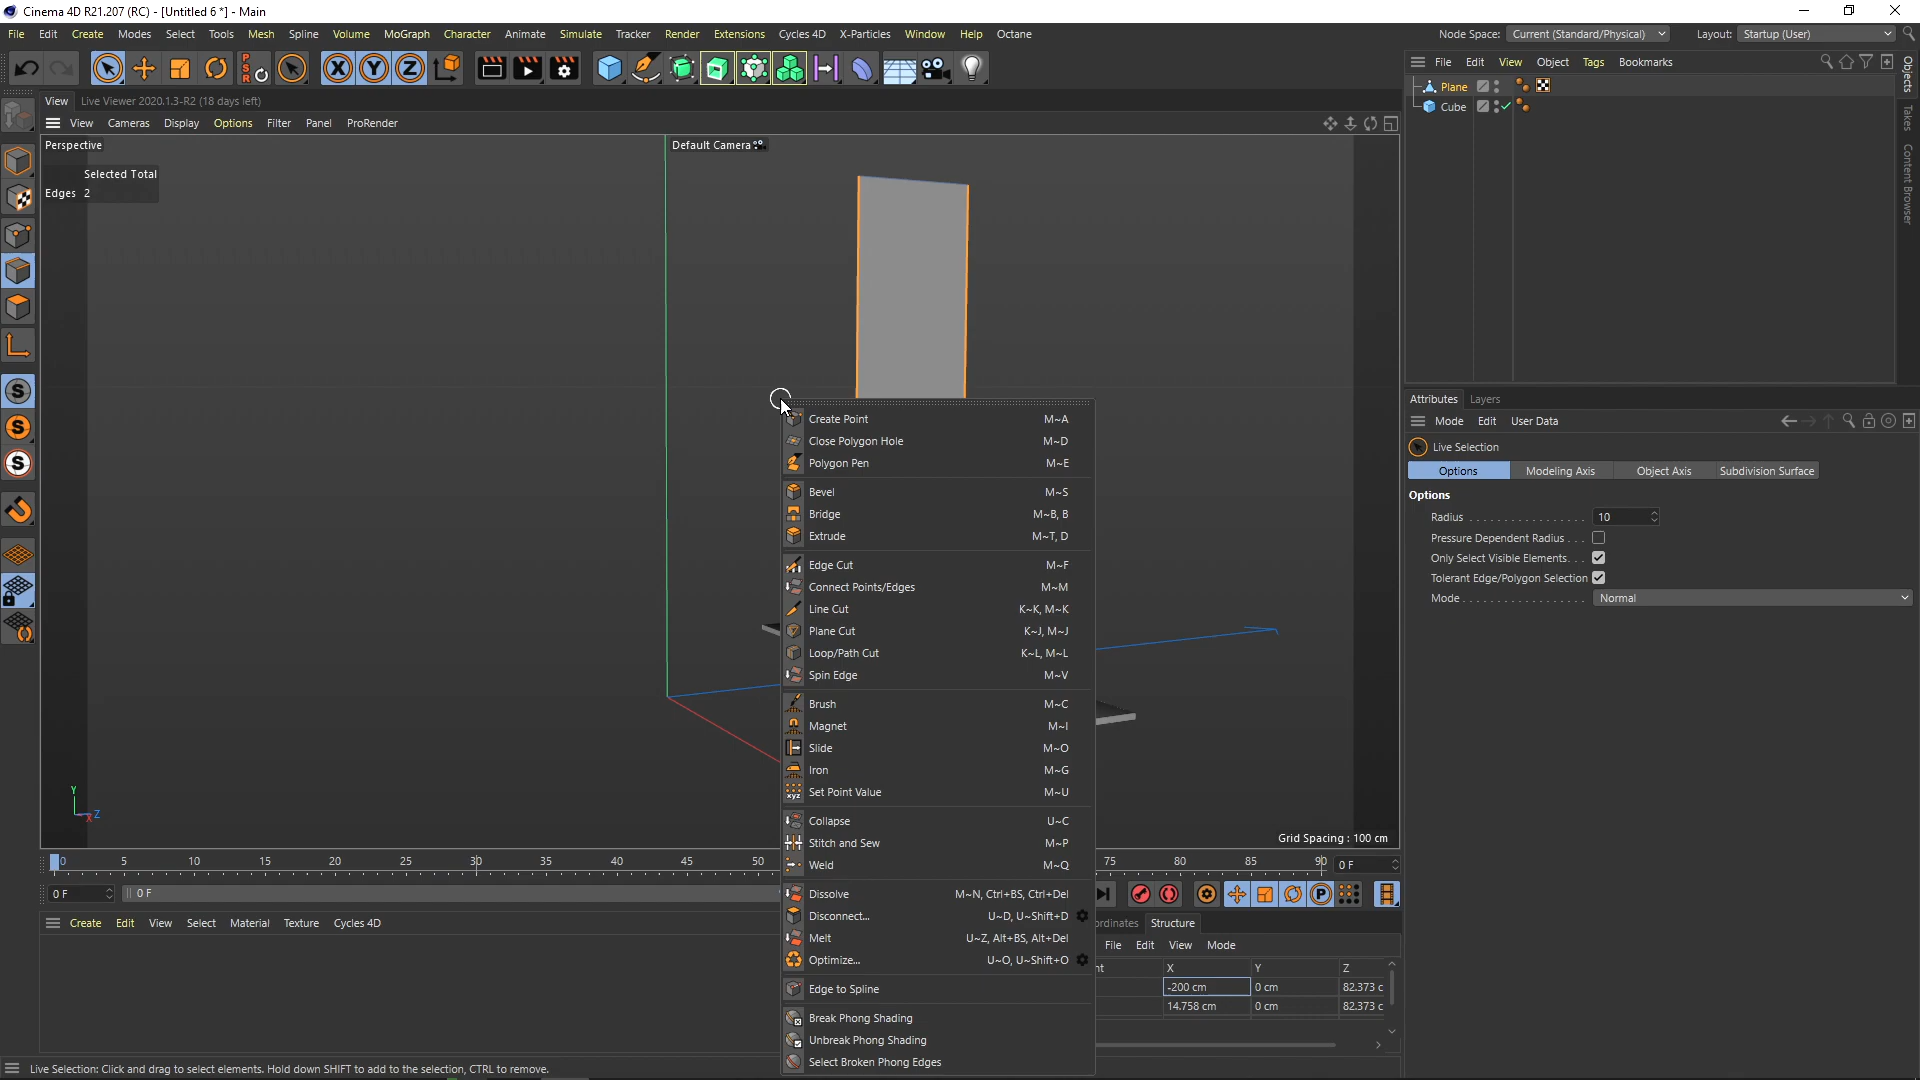 Cinema 4D R21.207 (RC) - [Untitled 6 *] - Main
File Edit Create Modes Select Tools Mesh Spline Volume MoGraph Character Animate Simulate Tracker Render Extensions Cycles 4D X-Particles Window Help Octane
Node Space: Current (Standard/Physical) Layout: Startup (User)
PSR X Y Z
File Edit View Object Tags Bookmarks
Objects
Takes
Content Browser
Plane
Cube
View Live Viewer 2020.1.3-R2 (18 days left)
View Cameras Display Options Filter Panel ProRender
Perspective
Default Camera
Selected Total
Edges 2
S
S
S
Create Point M~A
Close Polygon Hole M~D
Polygon Pen M~E
Bevel M~S
Bridge M~B, B
Extrude M~T, D
Edge Cut M~F
Connect Points/Edges M~M
Line Cut K~K, M~K
Plane Cut K~J, M~J
Loop/Path Cut K~L, M~L
Spin Edge M~V
Brush M~C
Magnet M~I
Slide M~O
Iron M~G
xyz Set Point Value M~U
Collapse U~C
Stitch and Sew M~P
Weld M~Q
Dissolve M~N, Ctrl+BS, Ctrl+Del
Disconnect... U~D, U~Shift+D
Melt U~Z, Alt+BS, Alt+Del
Optimize... U~O, U~Shift+O
Edge to Spline
Break Phong Shading
Unbreak Phong Shading
Select Broken Phong Edges
Attributes Layers
Mode Edit User Data
Live Selection
Options Modeling Axis Object Axis Subdivision Surface
Options
Radius 10
Pressure Dependent Radius
Only Select Visible Elements
Tolerant Edge/Polygon Selection
Mode Normal
Y
Z
X
Grid Spacing : 100 cm
0 5 10 15 20 25 30 35 40 45 50 75 80 85 90 0 F
0 F 0 F
P
Create Edit View Select Material Texture Cycles 4D
ordinates Structure
File Edit View Mode
nt X Y Z
-200 cm 0 cm 82.373 c
14.758 cm 0 cm 82.373 c
Live Selection: Click and drag to select elements. Hold down SHIFT to add to the selection, CTRL to remove.